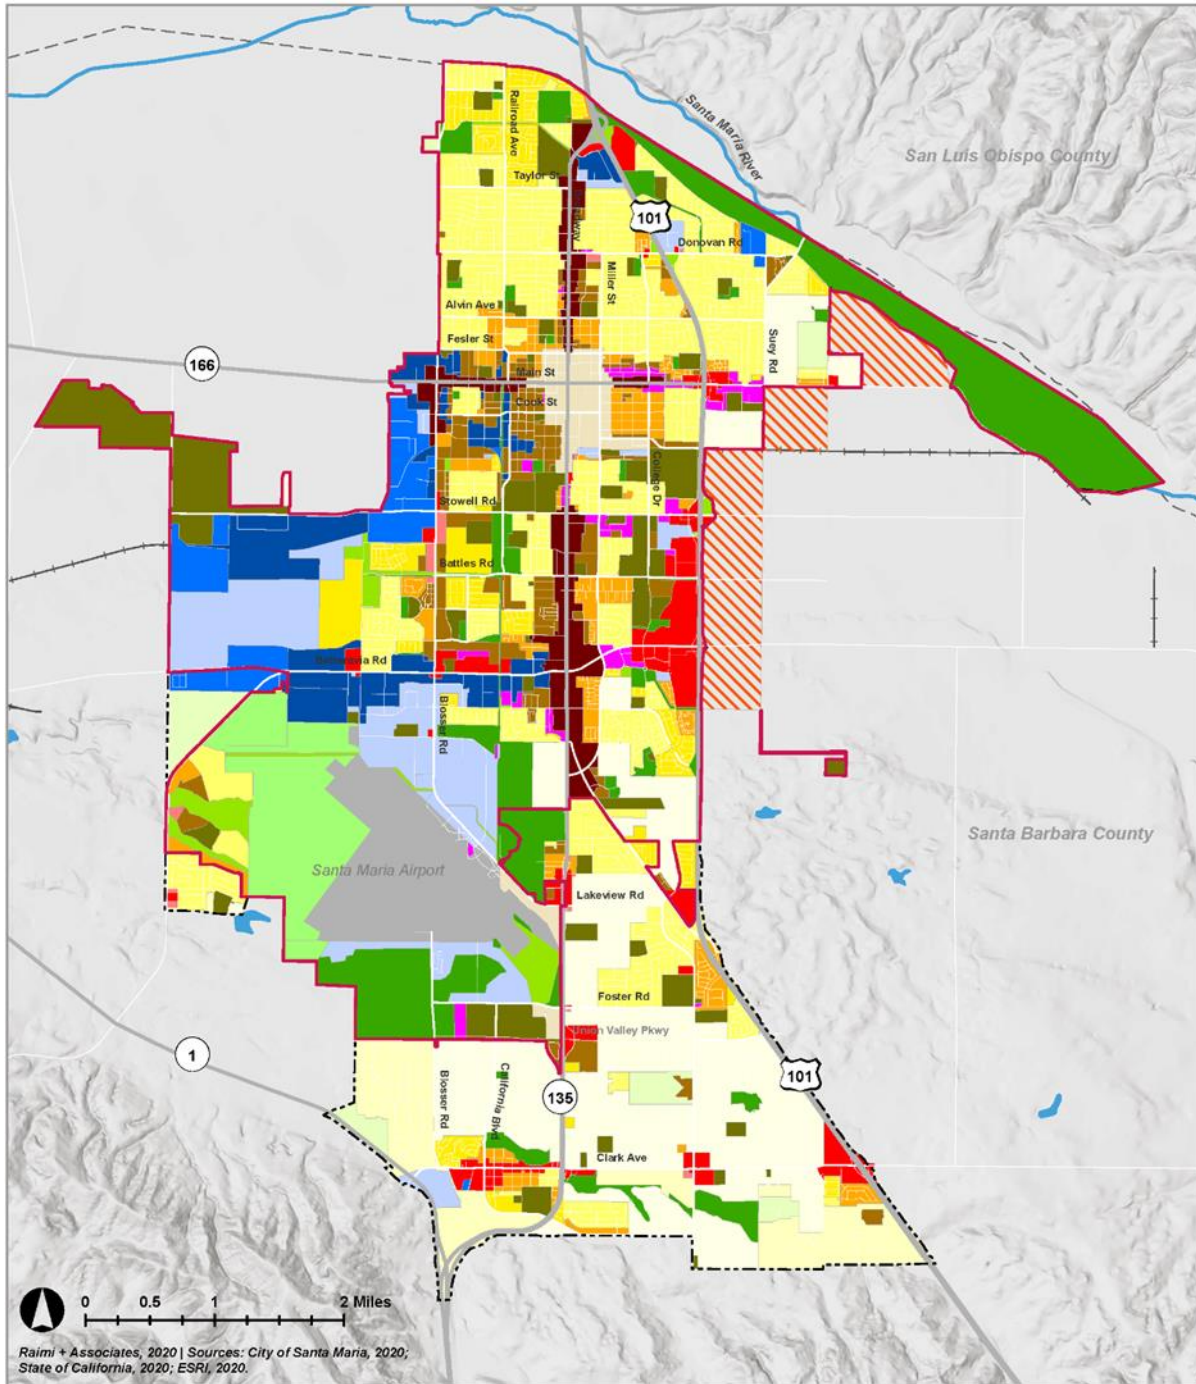 Railroad Ave
Santa Maria River
San Luis Obispo County
Taylor St
101
Donovan Rd
Miller St
Alvin Ave
Suey Rd
Fesler St
166
Main St
Cook St
College Dr
Stowell Rd
Battles Rd
Rd
Blosser Rd
Santa Barbara County
Santa Maria Airport
Lakeview Rd
Foster Rd
Union Valley Pkwy
1
101
Blosser Rd
California Blvd
135
Clark Ave
0 0.5 1 2 Miles
Raimi + Associates, 2020 | Sources: City of Santa Maria, 2020;
State of California, 2020; ESRI, 2020.